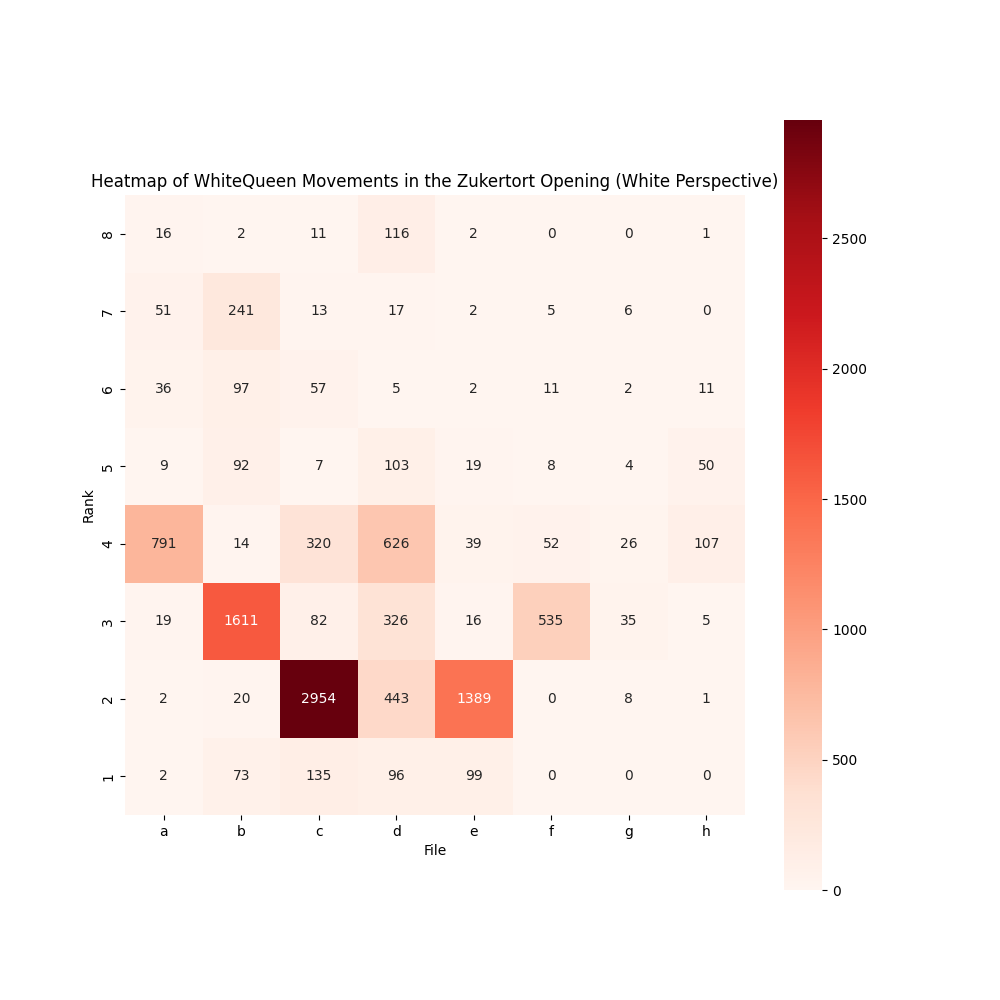 Heatmap of WhiteQueen Movements in the Zukertort Opening (White Perspective)
8 16 2 11 116 2 0 0 1
7 51 241 13 17 2 5 6 0
6 36 97 57 5 2 11 2 11
5 9 92 7 103 19 8 4 50
4 791 14 320 626 39 52 26 107
3 19 1611 82 326 16 535 35 5
2 2 20 2954 443 1389 0 8 1
1 2 73 135 96 99 0 0 0
a b c d e f g h
Rank
File
2500
2000
1500
1000
500
0